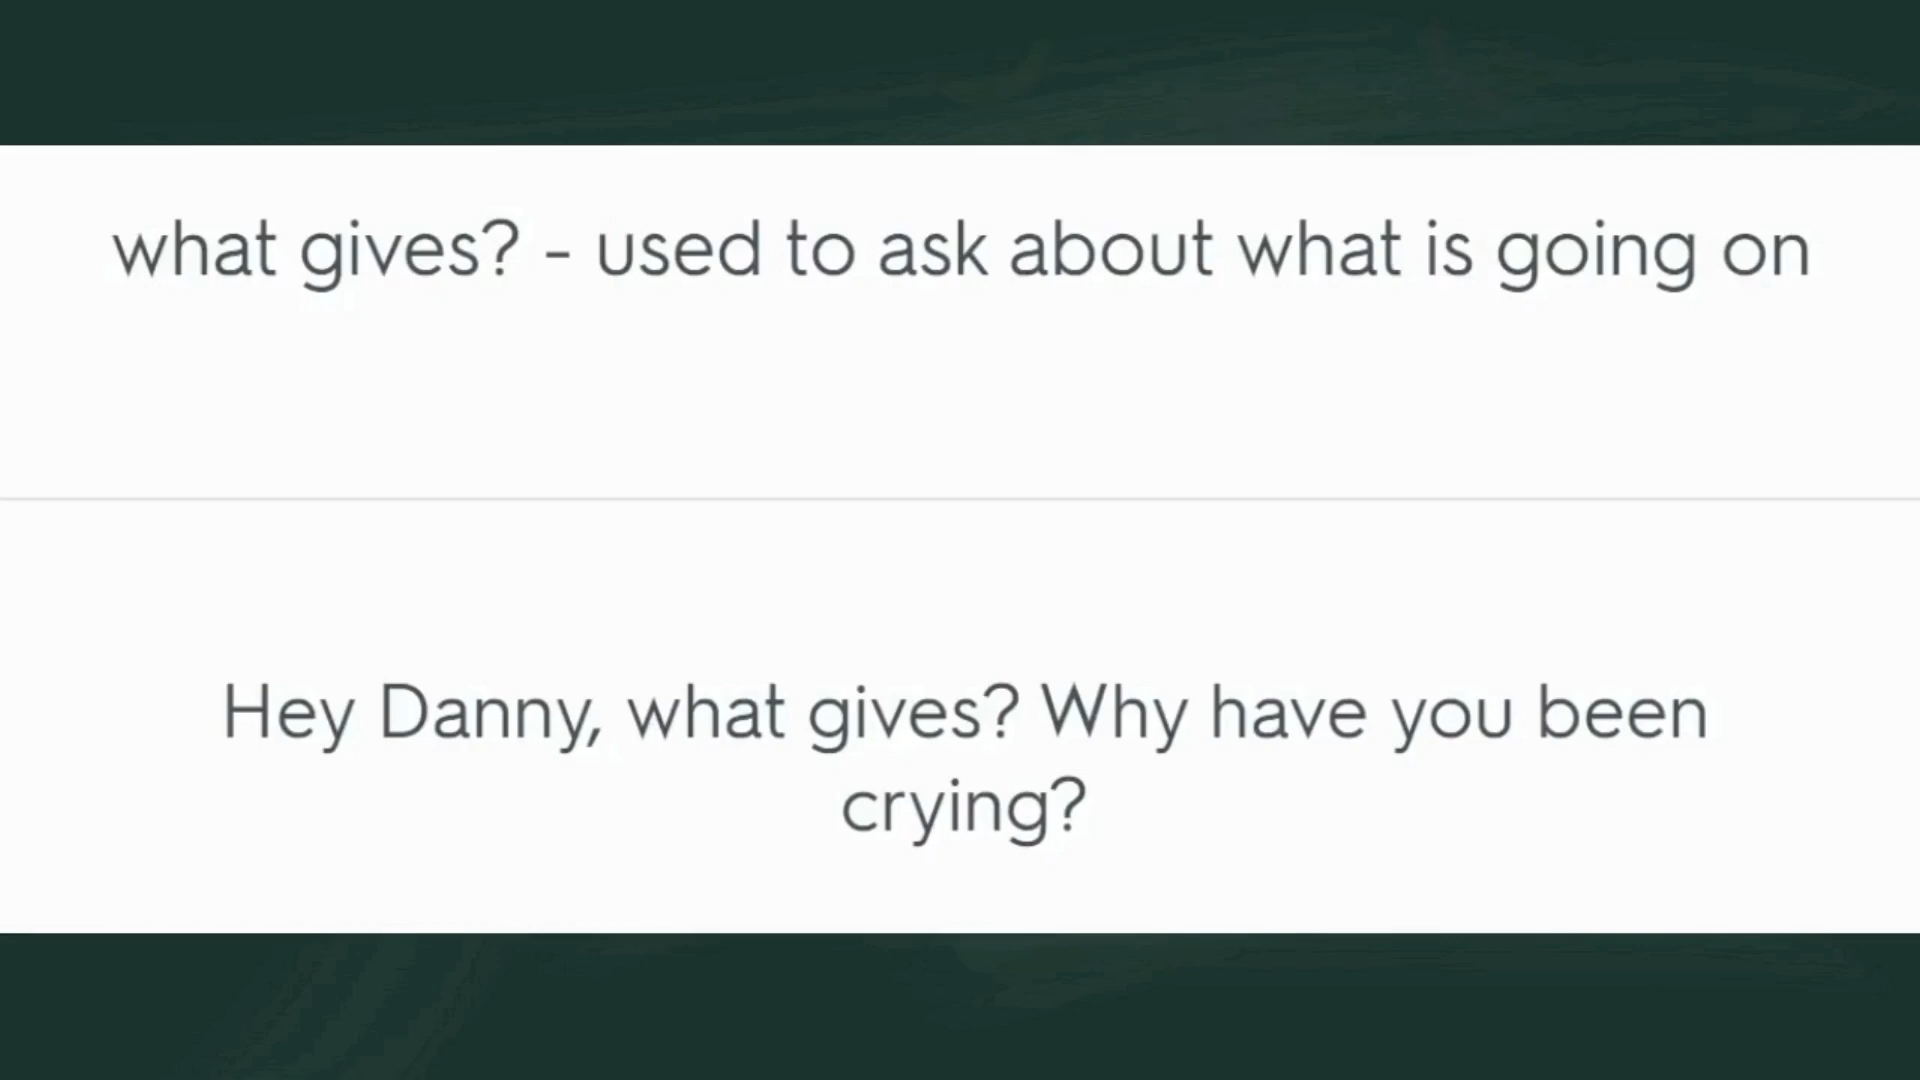 what gives? - used to ask about what is going on
Hey Danny, what gives? Why have you been
crying?